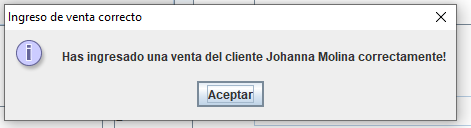 Ingreso de venta correcto
Has ingresado una venta del cliente Johanna Molina correctamente!
Aceptar